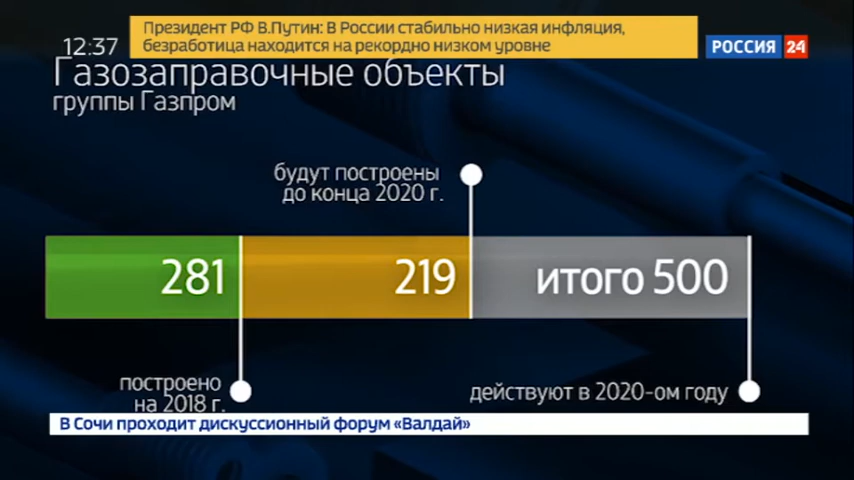 12:37
Президент РФ В.Путин: В России стабильно низкая инфляция,
безработица находится на рекордно низком уровне
РОССИЯ 24
Газозаправочные объекты
группы Газпром
будут построены
до конца 2020 г.
281
219
итого 500
построено
на 2018 г.
действуют в 2020-ом году
В Сочи проходит дискуссионный форум «Валдай»